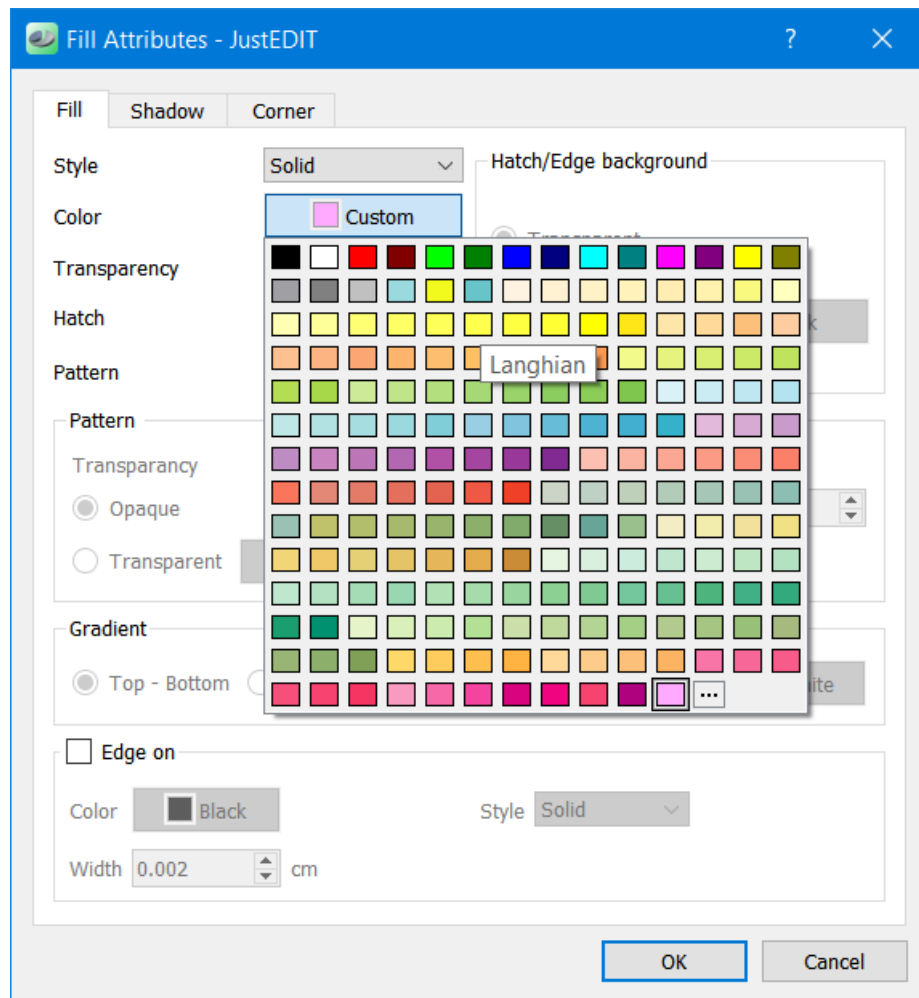 Fill Attributes - JustEDIT
Fill Shadow Corner
Style Solid
Hatch/Edge background
Color Custom
Transparent
Transparency
Hatch
Langhian
Pattern
Pattern
Transparancy
Opaque
Transparent
Gradient
Top - Bottom
Edge on
Color Black Style Solid
Width 0.002 cm
OK Cancel